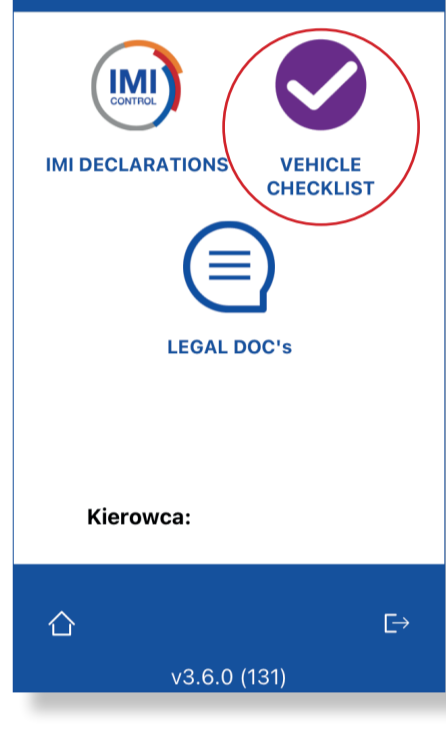 IMI
CONTROL
IMI DECLARATIONS
VEHICLE
CHECKLIST
LEGAL DOC's
Kierowca:
v3.6.0 (131)